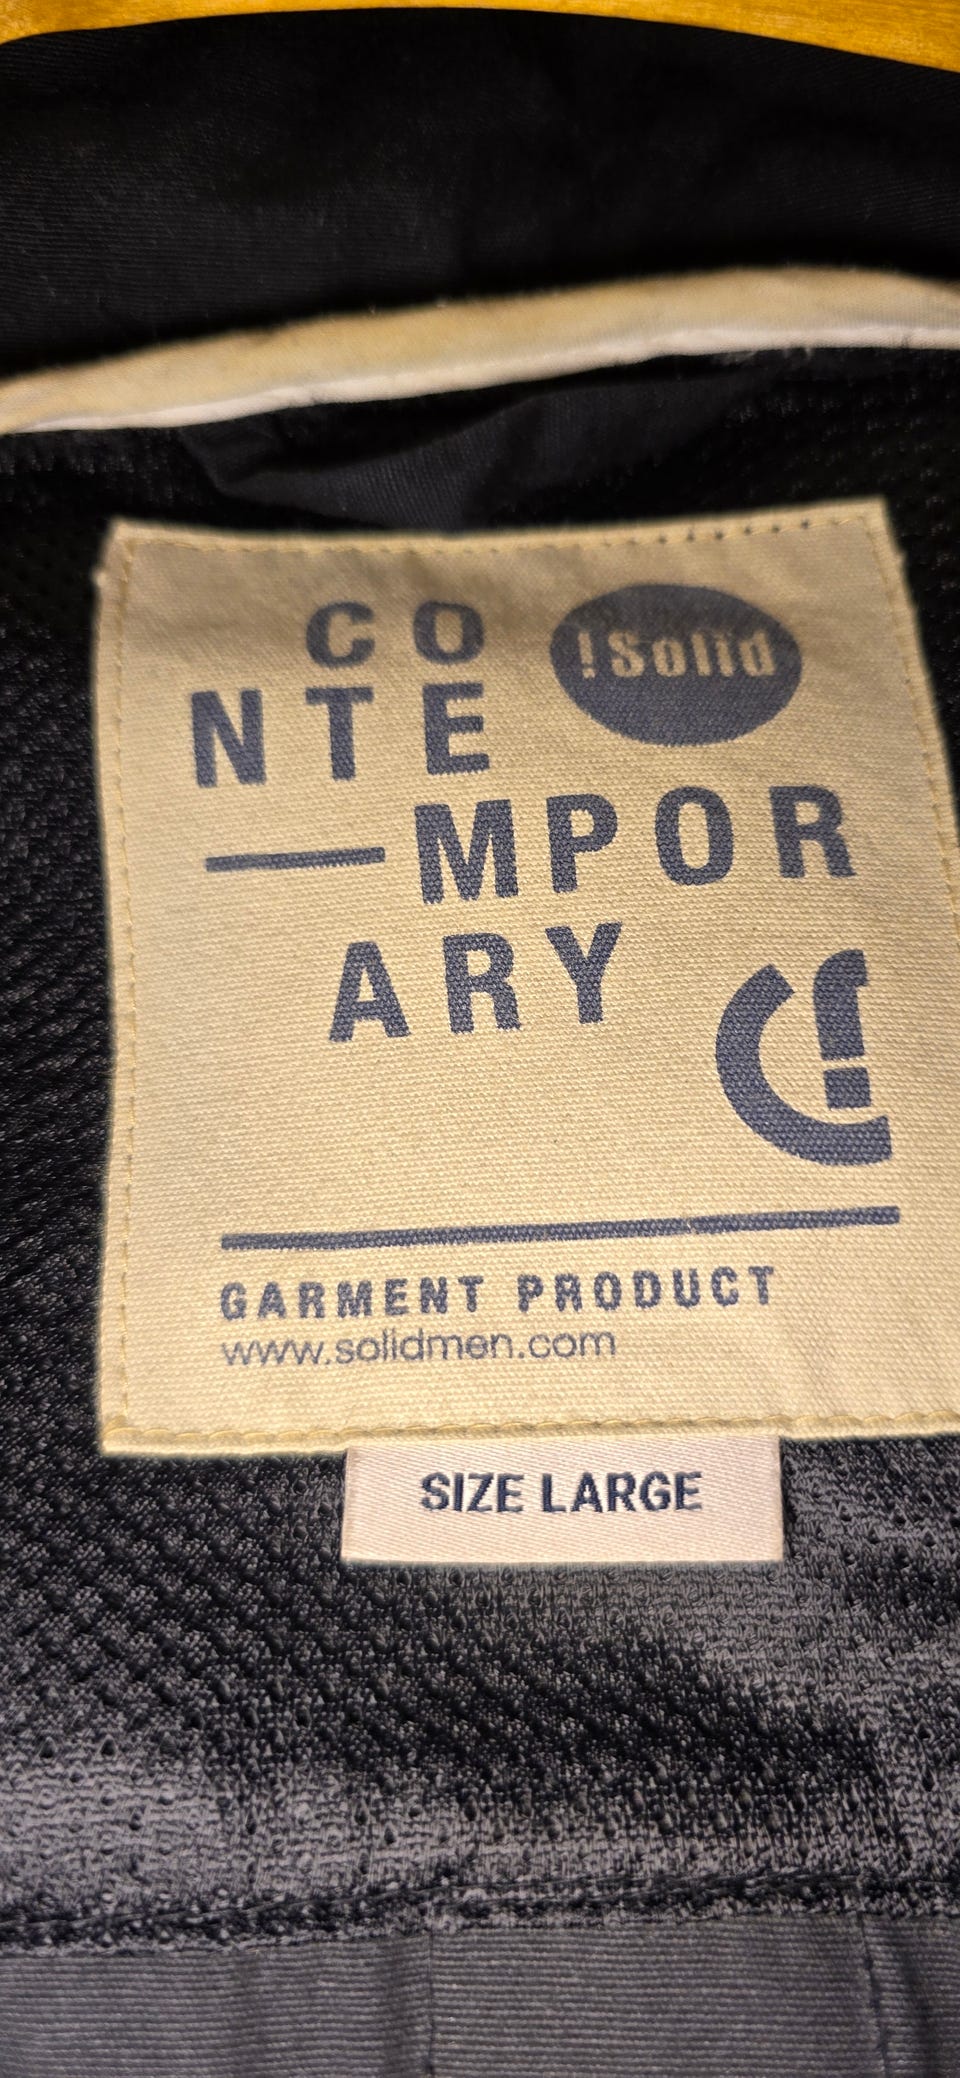 CO
!Solid
NTE
MPOR
ARY
GARMENT PRODUCT
www.solidmen.com
SIZE LARGE